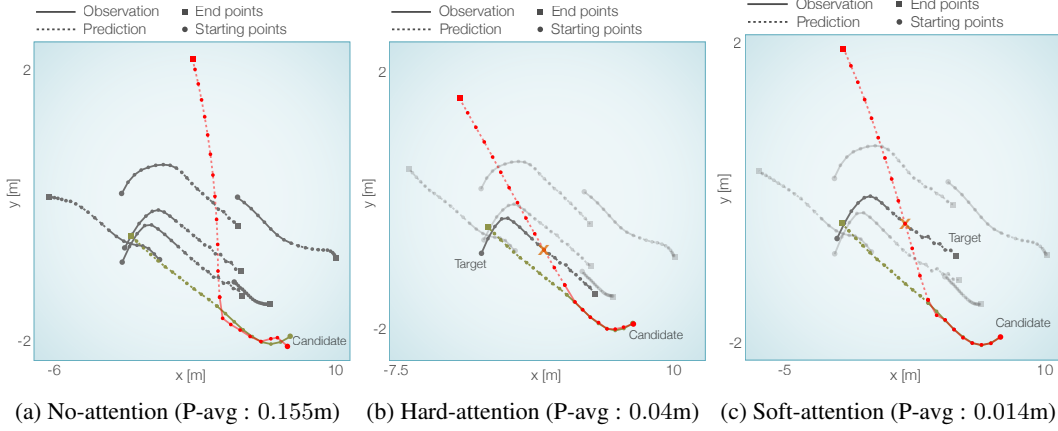 Observation End points
Prediction Starting points
2
y [m]
-2
-6 x [m] 10
Candidate
(a) No-attention (P-avg : 0.155m)
Observation End points
Prediction Starting points
2
y [m]
-2
-7.5 x [m] 10
Target
Candidate
(b) Hard-attention (P-avg : 0.04m)
Observation End points
Prediction Starting points
2
y [m]
-2
-5 x [m] 10
Target
Candidate
(c) Soft-attention (P-avg : 0.014m)